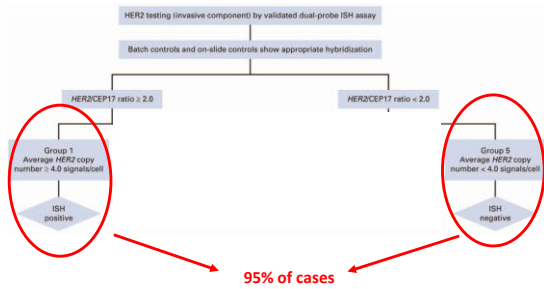 HER2 testing (invasive component) by validated dual-probe ISH assay
Batch controls and on-slide controls show appropriate hybridization
HER2/CEP17 ratio ≥ 2.0
HER2/CEP17 ratio < 2.0
Group 1
Average HER2 copy
number ≥ 4.0 signals/cell
Group 5
Average HER2 copy
number < 4.0 signals/cell
ISH
positive
ISH
negative
95% of cases